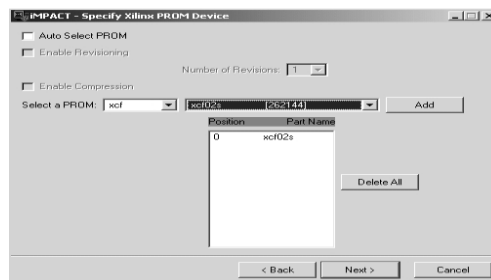 iMPACT - Specify Xilinx PROM Device
Auto Select PROM
Enable Revisioning
Number of Revisions: 1
Enable Compression
Select a PROM: xcf xcf02s [262144] Add
Position Part Name
0 xcf02s
Delete All
< Back Next > Cancel